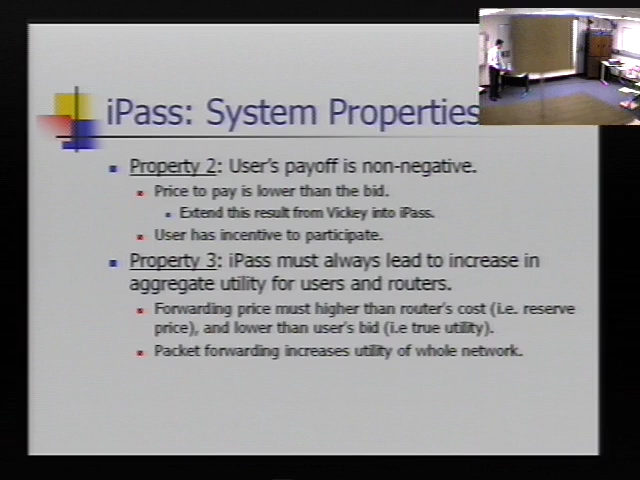 iPass: System Properties
Property 2: User's payoff is non-negative.
Price to pay is lower than the bid.
Extend this result from Vickey into iPass.
User has incentive to participate.
Property 3: iPass must always lead to increase in
aggregate utility for users and routers.
Forwarding price must higher than router's cost (i.e. reserve
price), and lower than user's bid (i.e true utility).
Packet forwarding increases utility of whole network.